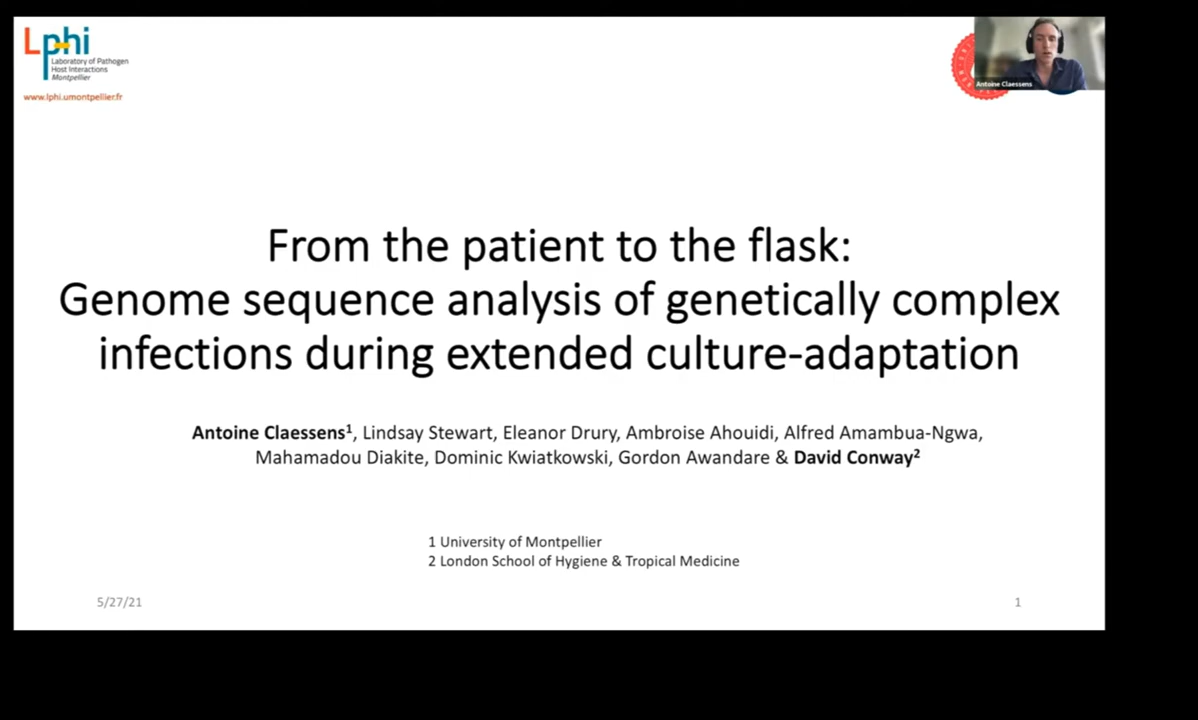 Lphi
Laboratory of Pathogen
Host Interactions
Montpellier
www.lphi.umontpellier.fr
Antoine Claessens
From the patient to the flask:
Genome sequence analysis of genetically complex
infections during extended culture-adaptation
Antoine Claessens¹, Lindsay Stewart, Eleanor Drury, Ambroise Ahouidi, Alfred Amambua-Ngwa,
Mahamadou Diakite, Dominic Kwiatkowski, Gordon Awandare & David Conway²
1 University of Montpellier
2 London School of Hygiene & Tropical Medicine
5/27/21
1